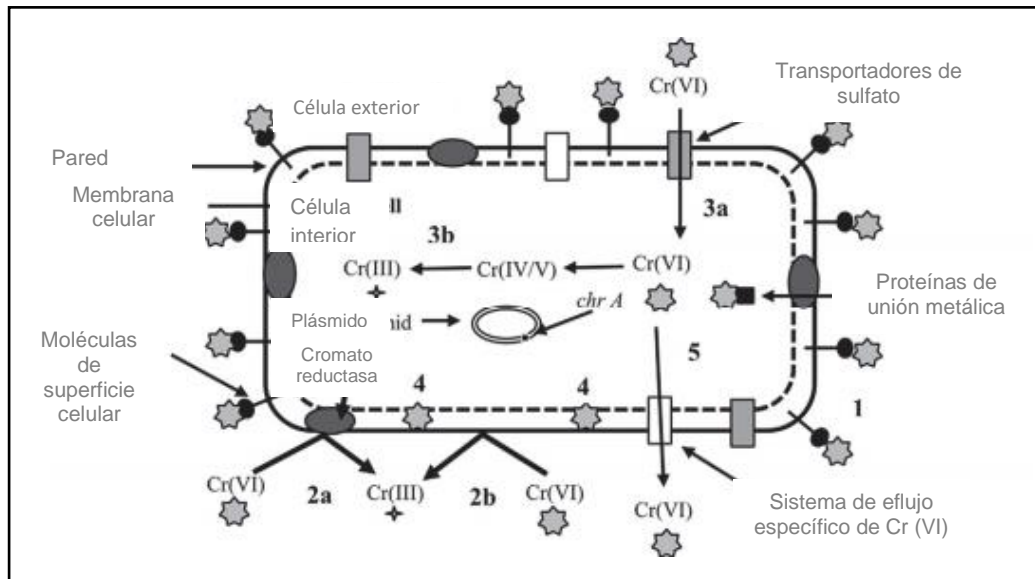 Cr(VI)
Transportadores de
sulfato
Célula exterior
Pared
Membrana
celular
Célula
interior
ll
3a
3b
Cr(III)
Cr(IV/V)
Cr(VI)
Proteínas de
unión metálica
chr A
Plásmido
nid
Cromato
reductasa
5
Moléculas
de
superficie
celular
4
4
1
Cr(VI)
2a
Cr(III)
2b
Cr(VI)
Cr(VI)
Sistema de eflujo
específico de Cr (VI)